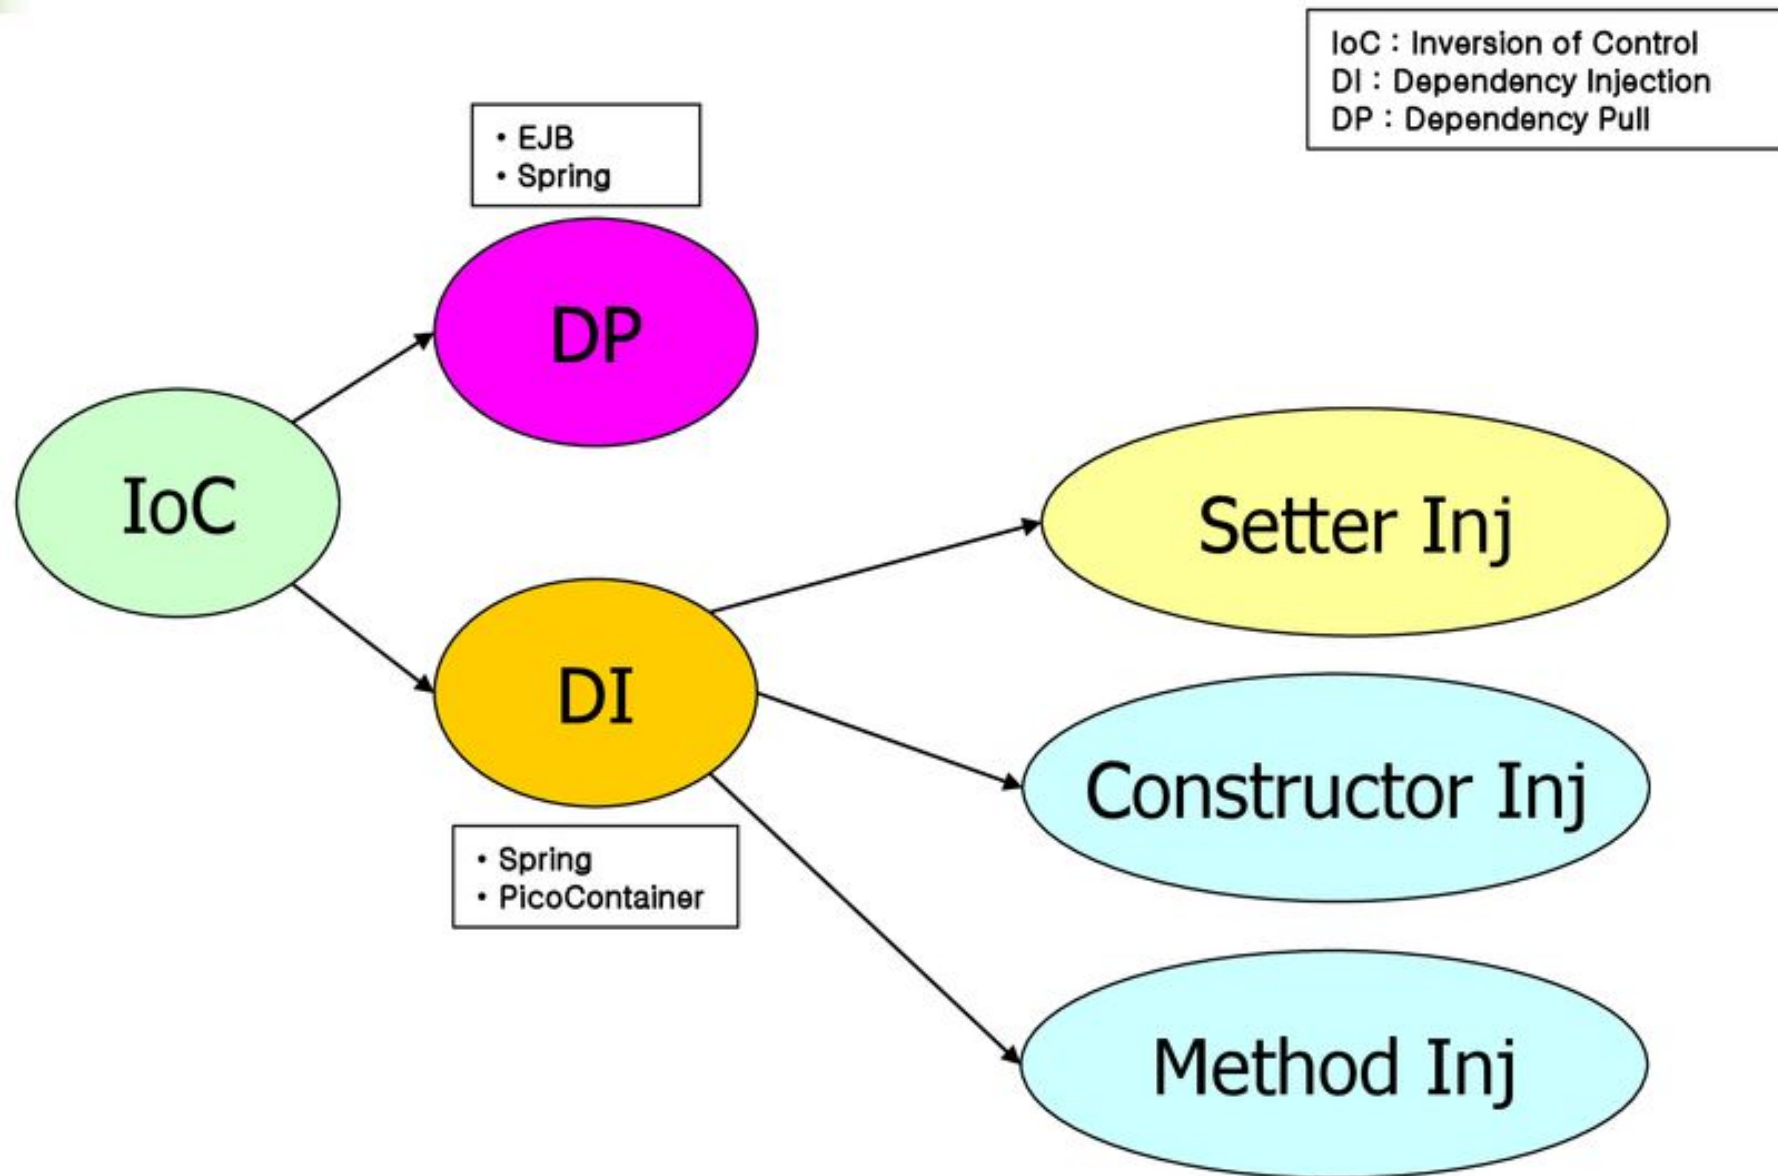 IoC : Inversion of Control
DI : Dependency Injection
DP : Dependency Pull
• EJB
• Spring
DP
IoC
Setter Inj
DI
Constructor Inj
• Spring
• PicoContainer
Method Inj